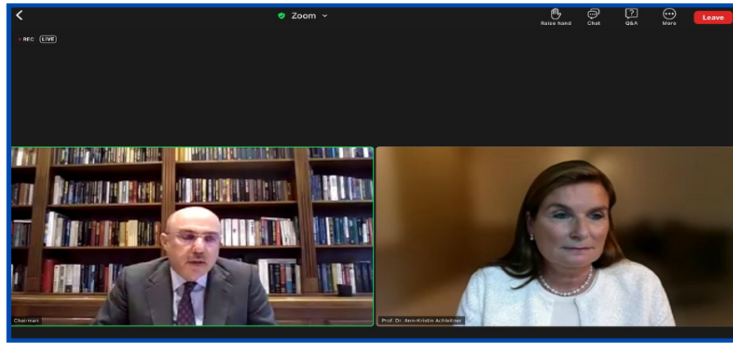 Zoom
Raise hand
Chat
Q&A
More
Leave
REC LIVE
Chairman
Prof. Dr. Ann-Kristin Achleitner